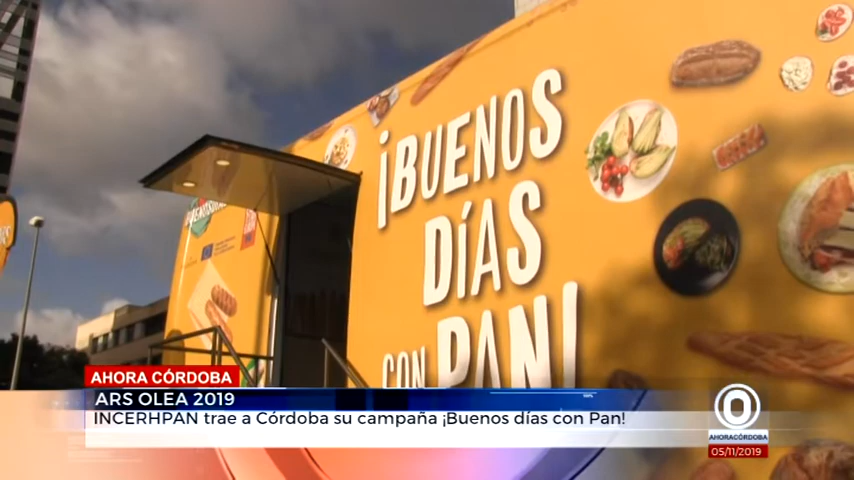 ¡BUENOS
DÍAS
CON PAN!
AHORA CÓRDOBA
ARS OLEA 2019
INCERHPAN trae a Córdoba su campaña ¡Buenos días con Pan!
AHORACÓRDOBA
05/11/2019